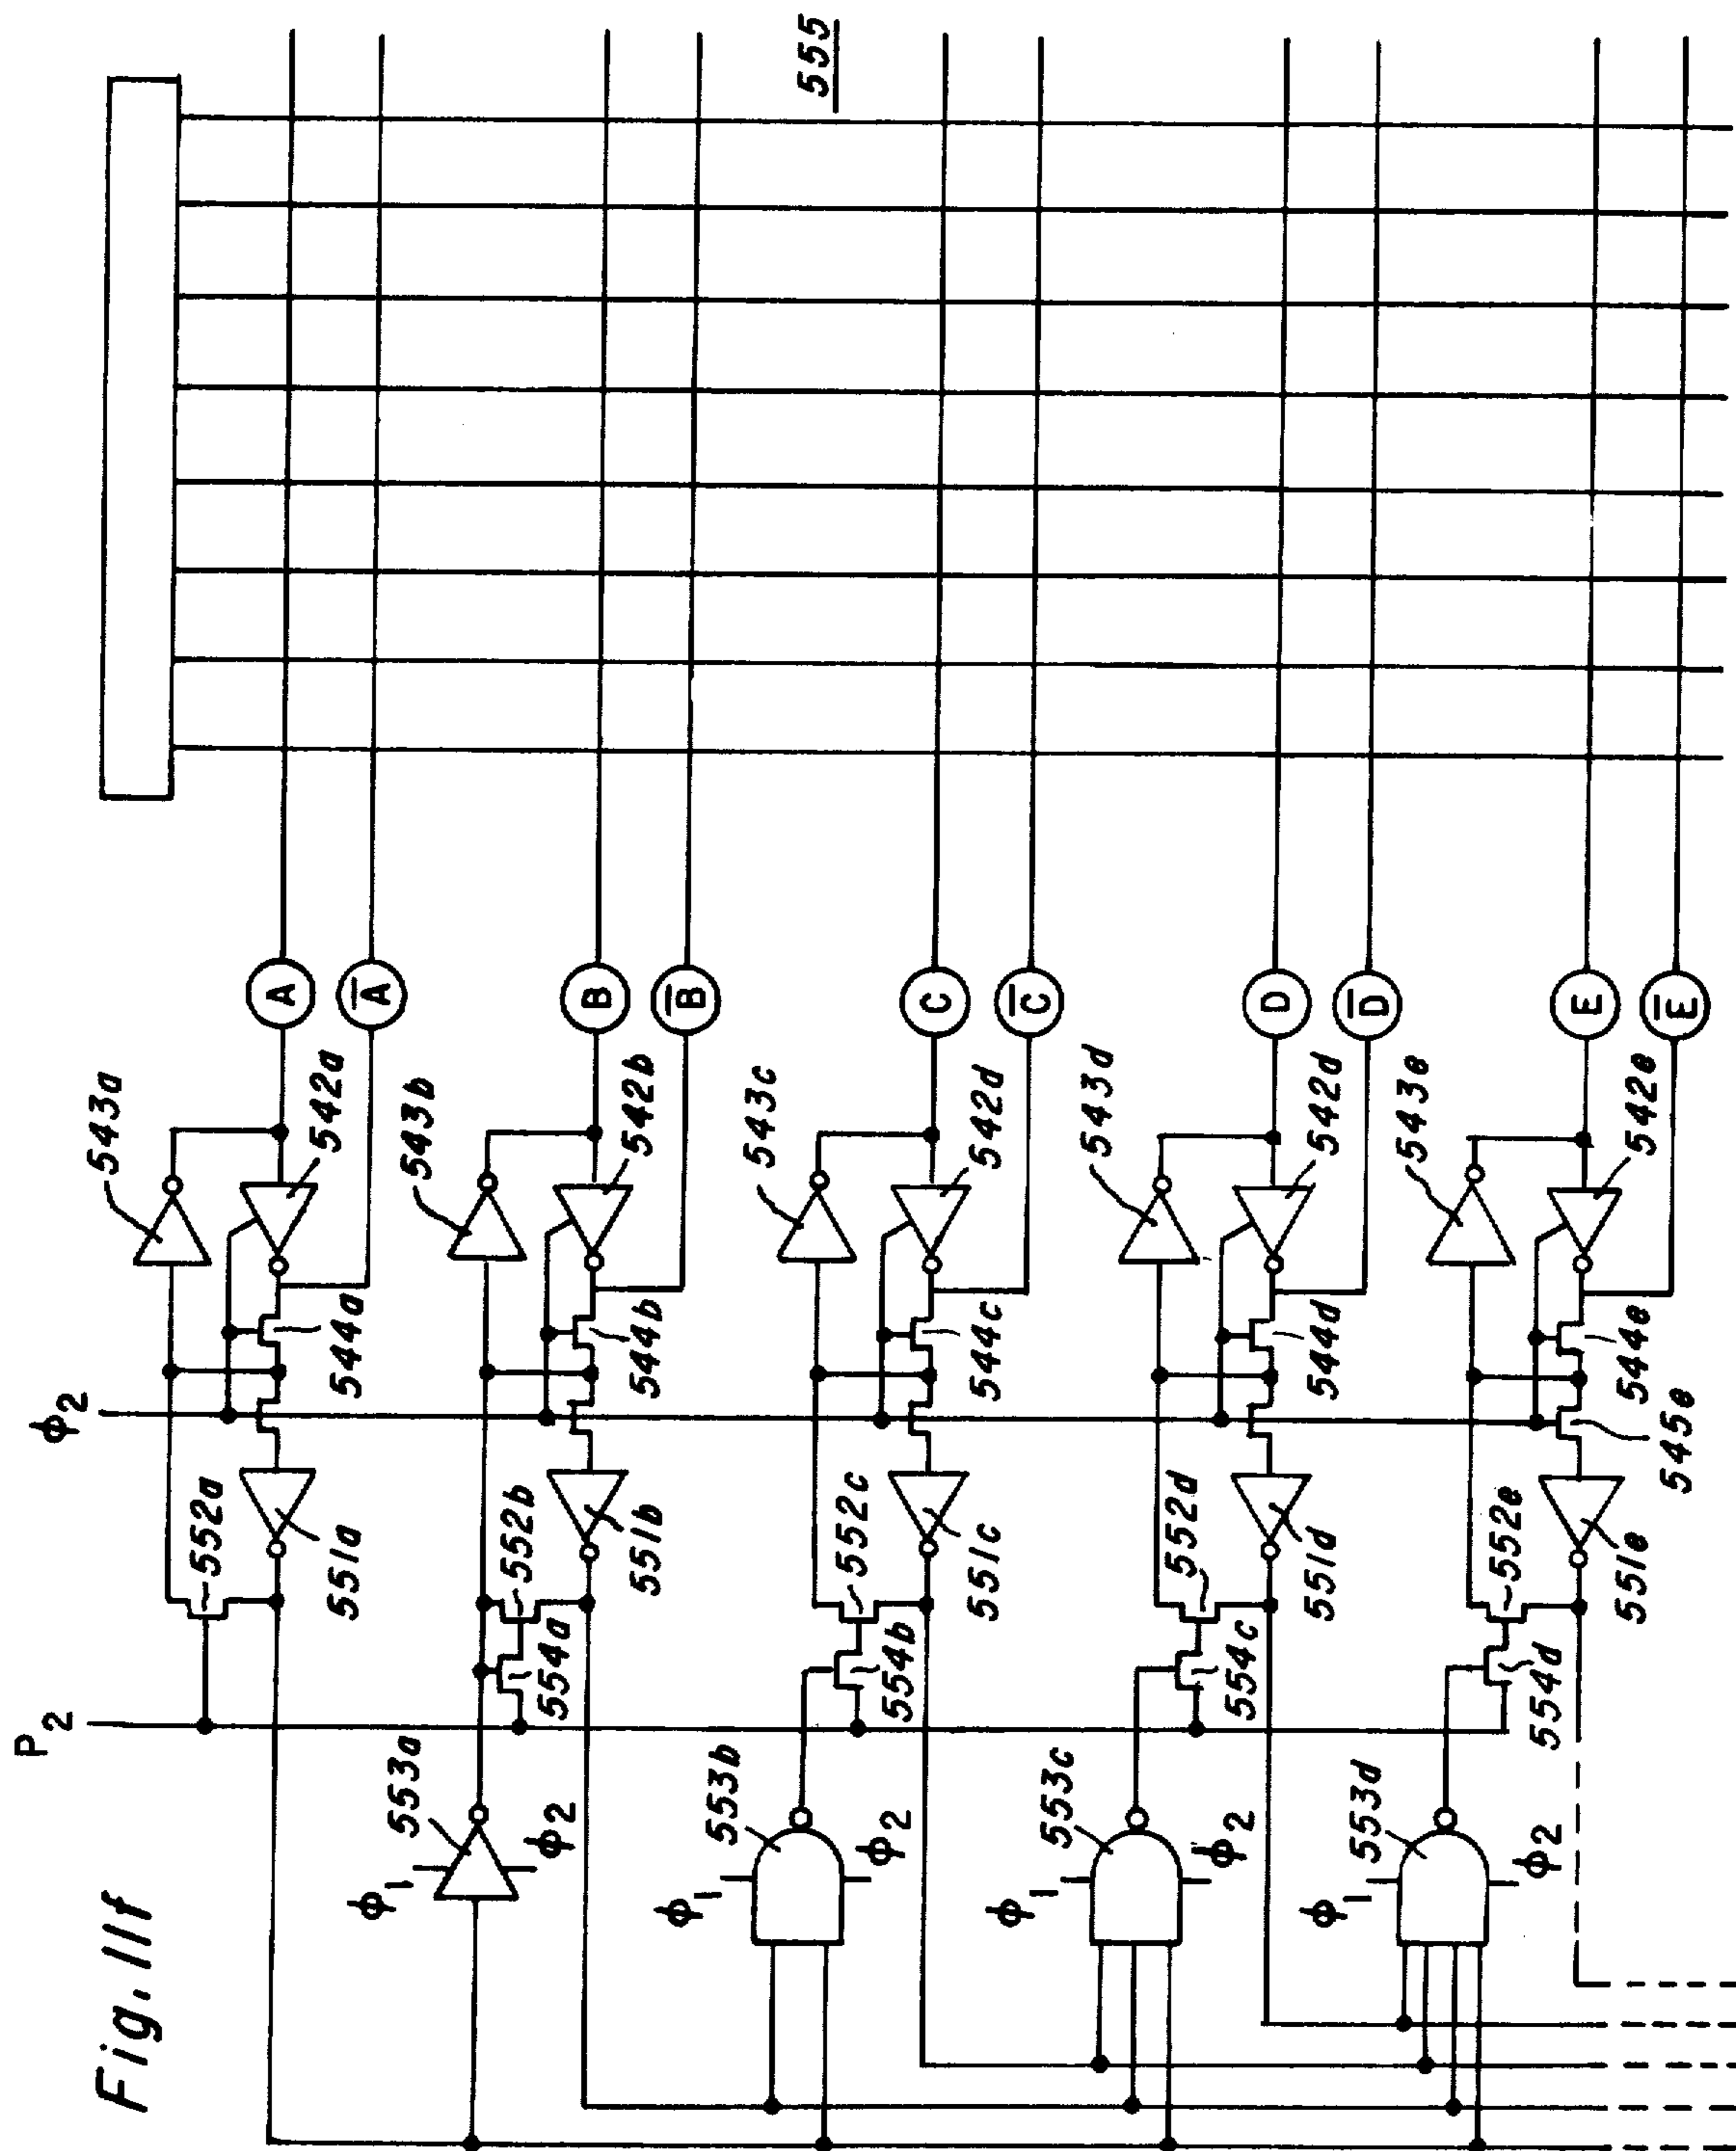 Fig. 11f
P2
ϕ2
555
543a
A
542a
A̅
552a
544a
551a
553a
ϕ1
ϕ2
554a
552b
551b
543b
544b
542b
B
B̅
553b
ϕ1
ϕ2
554b
552c
551c
543c
544c
542d
C
C̅
553c
ϕ1
ϕ2
554c
552d
551d
543d
544d
542d
D
D̅
553d
ϕ1
ϕ2
554d
552e
551e
545e
543e
544e
542e
E
E̅